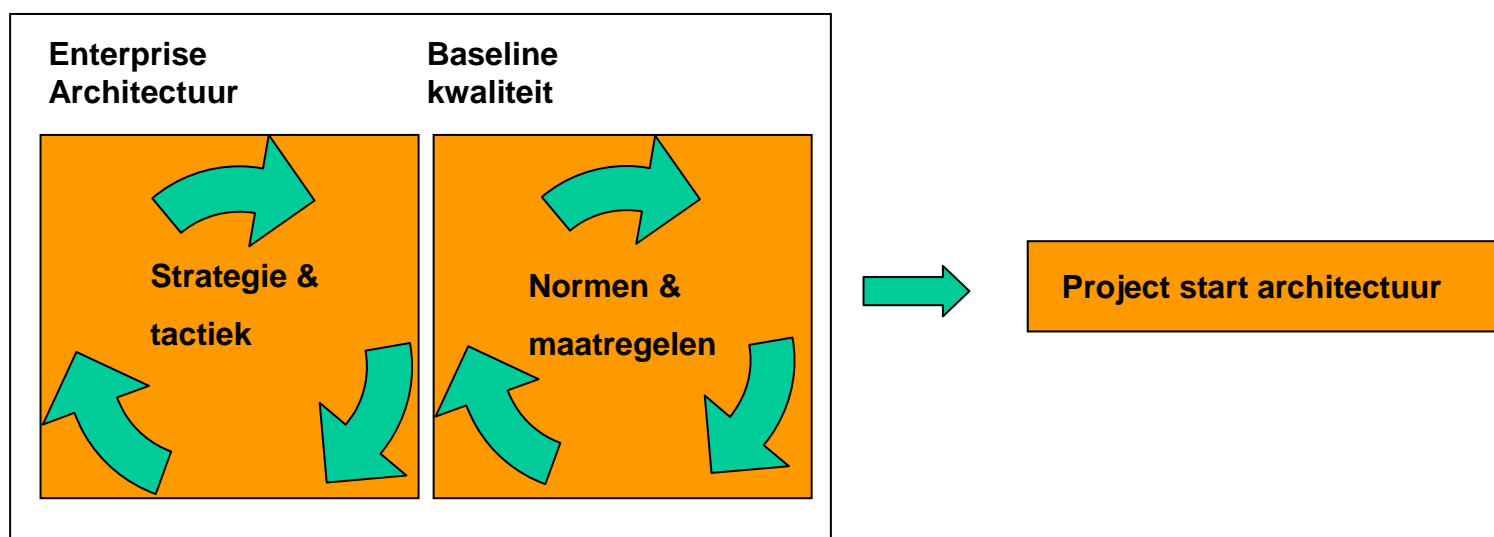 Enterprise
Architectuur
Baseline
kwaliteit
Strategie &
tactiek
Normen &
maatregelen
Project start architectuur